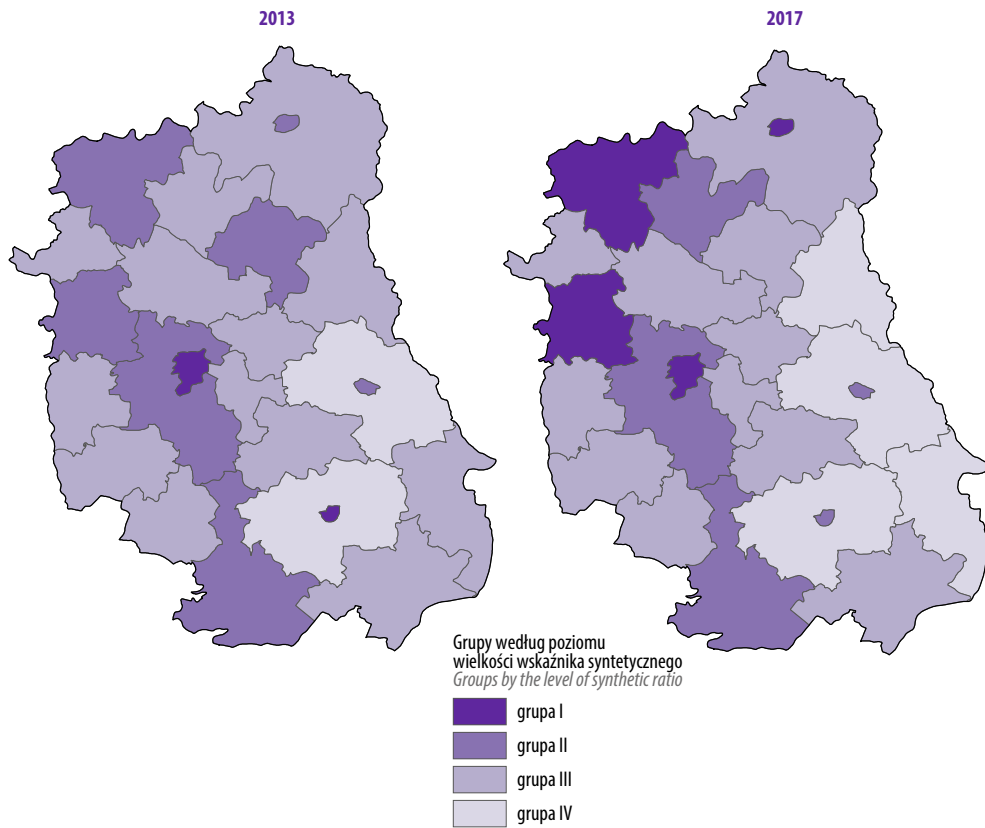 2013
2017
Grupy według poziomu
wielkości wskaźnika syntetycznego
Groups by the level of synthetic ratio
grupa I
grupa II
grupa III
grupa IV